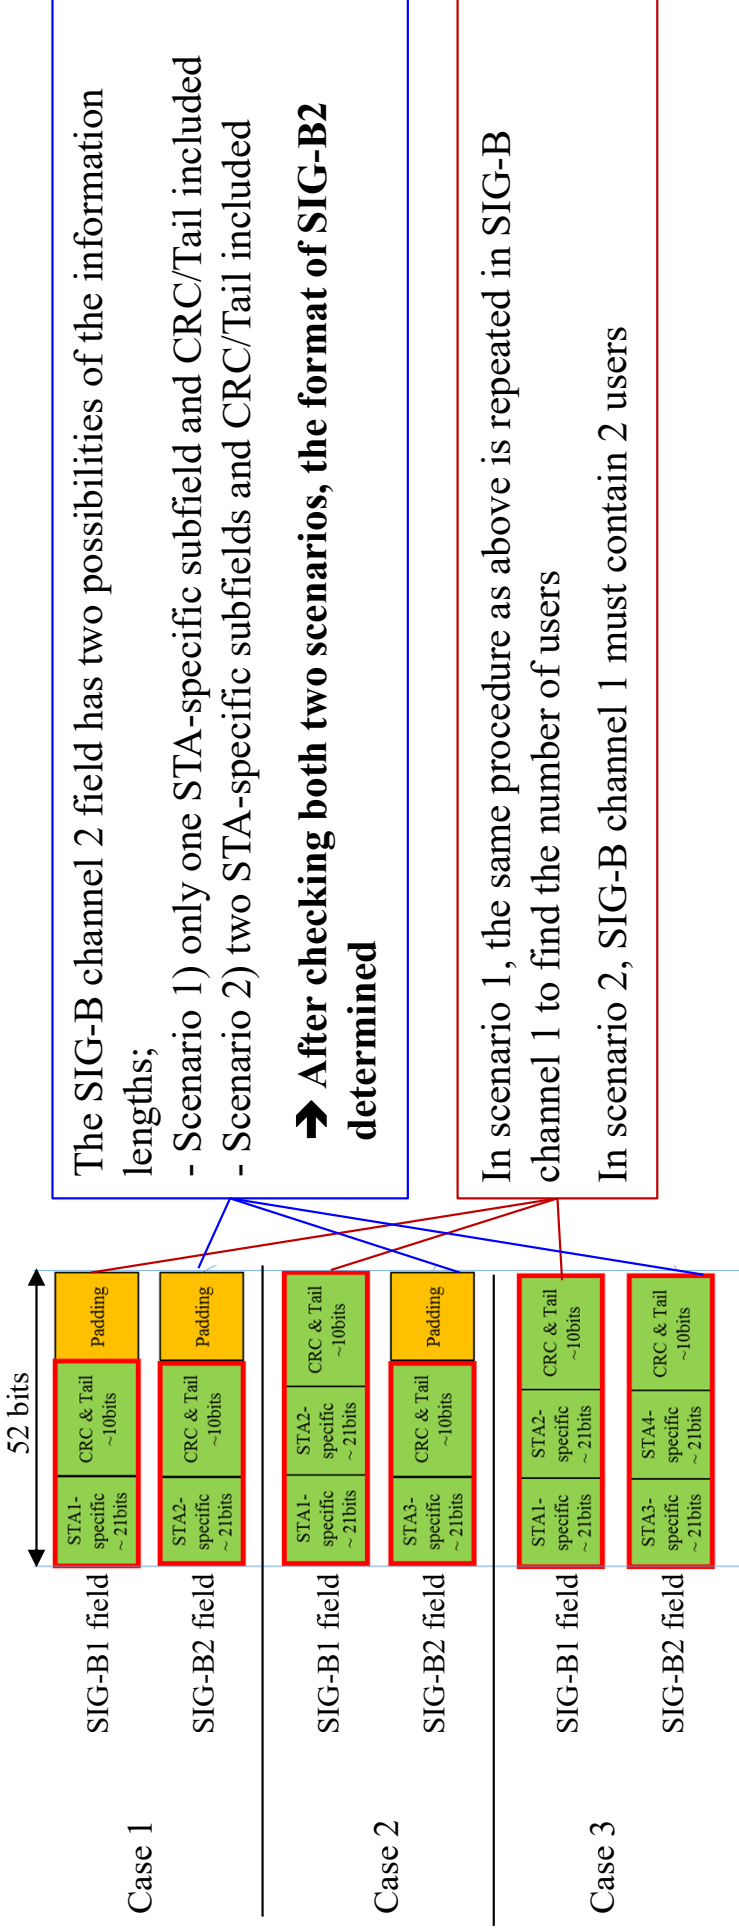 52 bits
Case 1
SIG-B1 field
STA1-
specific
~ 21bits
CRC & Tail
~10bits
Padding
SIG-B2 field
STA2-
specific
~ 21bits
CRC & Tail
~10bits
Padding
Case 2
SIG-B1 field
STA1-
specific
~ 21bits
STA2-
specific
~ 21bits
CRC & Tail
~10bits
SIG-B2 field
STA3-
specific
~ 21bits
CRC & Tail
~10bits
Padding
Case 3
SIG-B1 field
STA1-
specific
~ 21bits
STA2-
specific
~ 21bits
CRC & Tail
~10bits
SIG-B2 field
STA3-
specific
~ 21bits
STA4-
specific
~ 21bits
CRC & Tail
~10bits
The SIG-B channel 2 field has two possibilities of the information
lengths;
- Scenario 1) only one STA-specific subfield and CRC/Tail included
- Scenario 2) two STA-specific subfields and CRC/Tail included
➔ After checking both two scenarios, the format of SIG-B2
determined
In scenario 1, the same procedure as above is repeated in SIG-B
channel 1 to find the number of users
In scenario 2, SIG-B channel 1 must contain 2 users